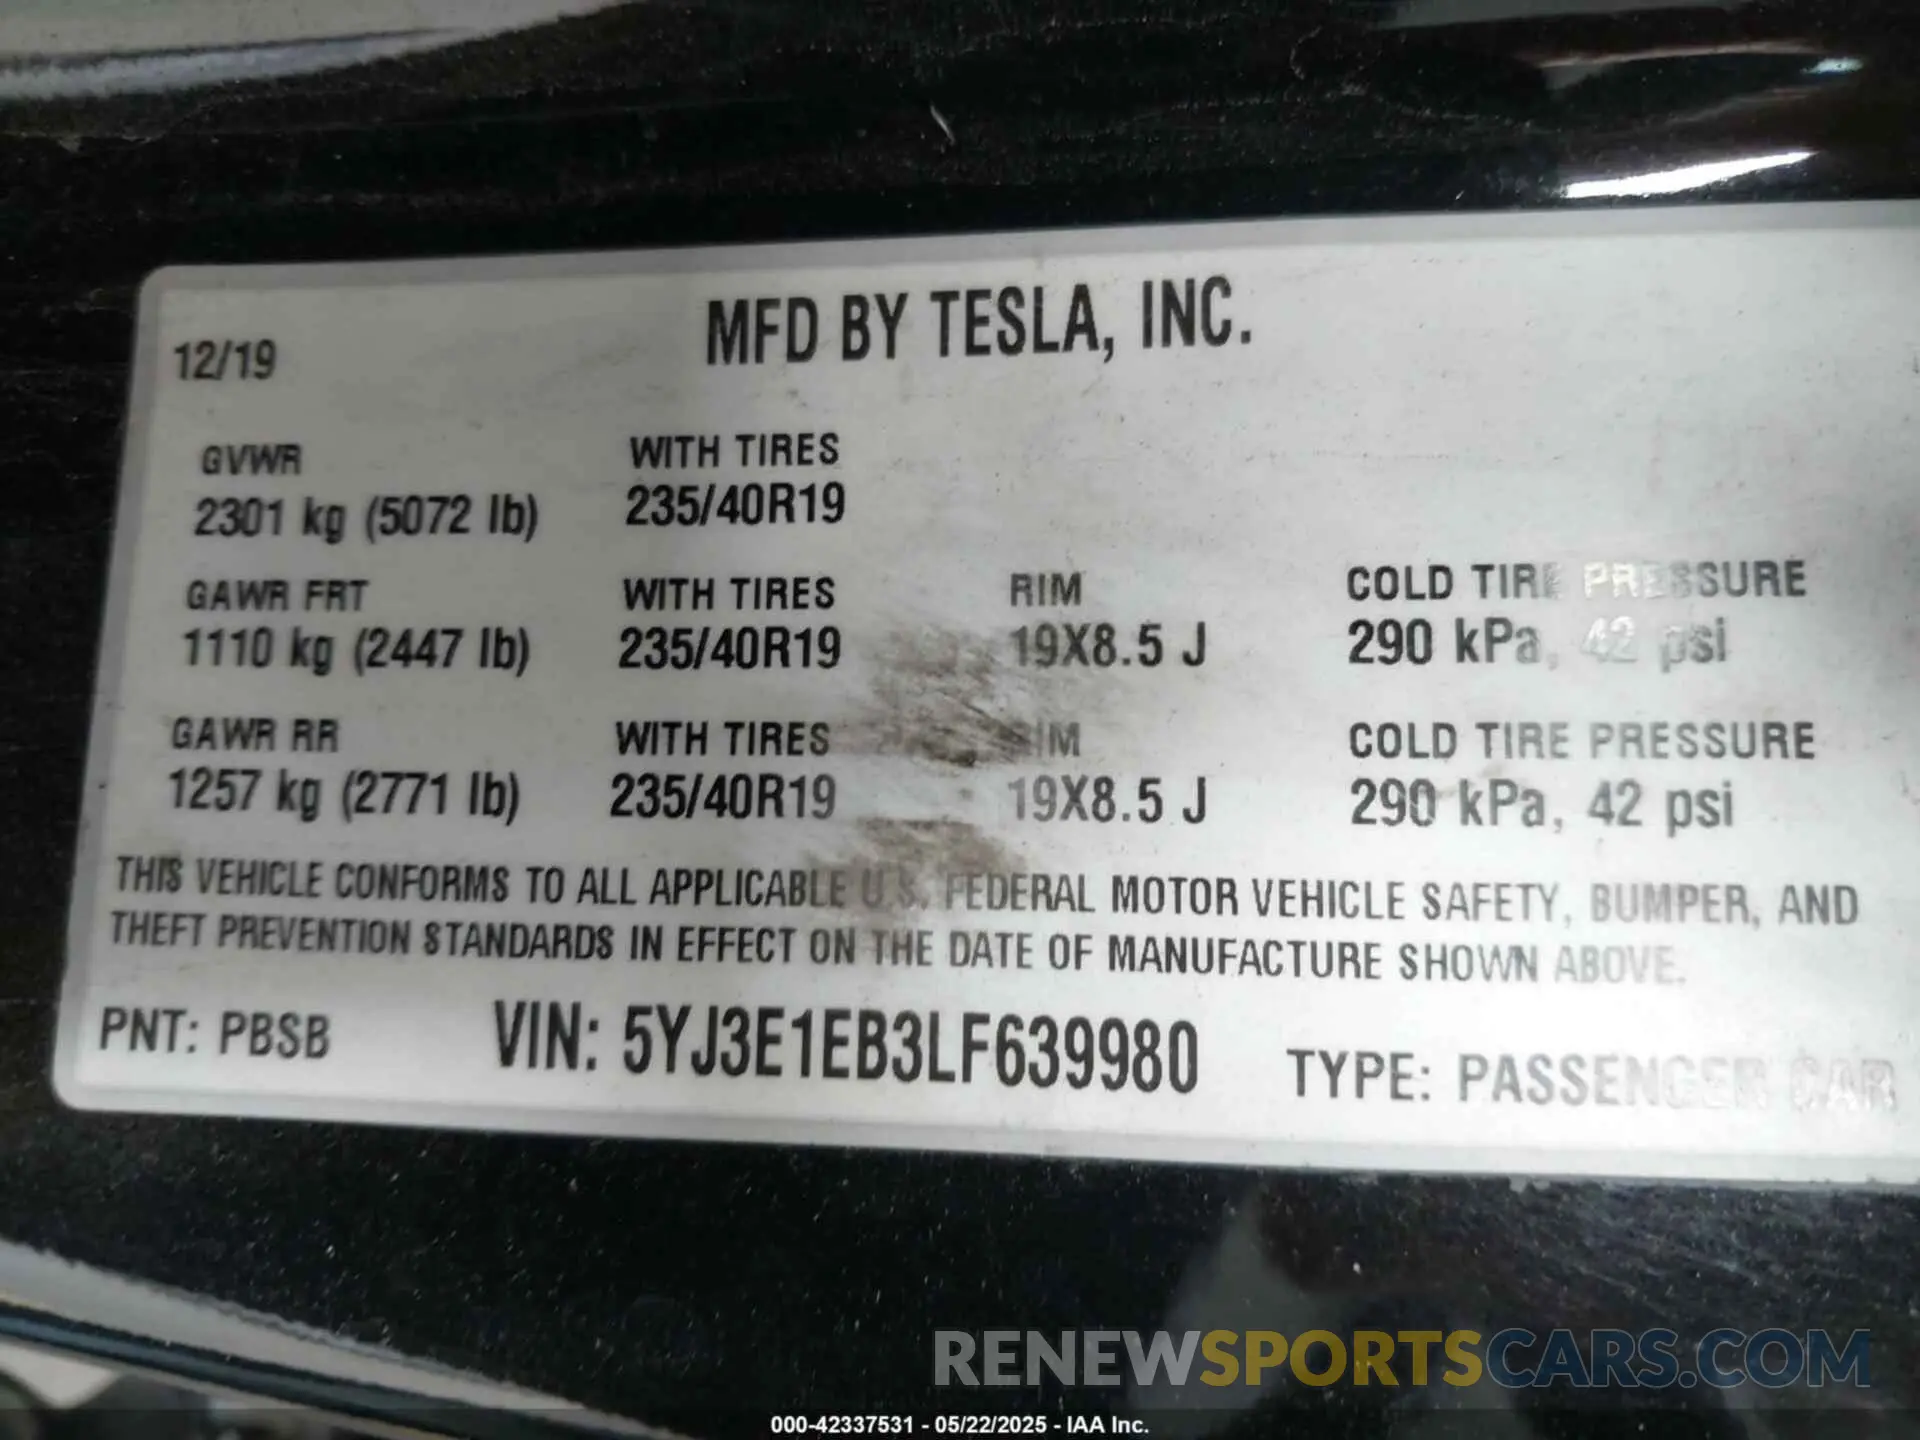 MFD BY TESLA, INC.
12/19
GVWR WITH TIRES
2301 kg (5072 lb) 235/40R19
GAWR FRT WITH TIRES RIM COLD TIRE PRESSURE
1110 kg (2447 lb) 235/40R19 19X8.5 J 290 kPa, 42 psi
GAWR RR WITH TIRES RIM COLD TIRE PRESSURE
1257 kg (2771 lb) 235/40R19 19X8.5 J 290 kPa, 42 psi
THIS VEHICLE CONFORMS TO ALL APPLICABLE U.S. FEDERAL MOTOR VEHICLE SAFETY, BUMPER, AND
THEFT PREVENTION STANDARDS IN EFFECT ON THE DATE OF MANUFACTURE SHOWN ABOVE.
PNT: PBSB VIN: 5YJ3E1EB3LF639980 TYPE: PASSENGER CAR
RENEWSPORTSCARS.COM
000-42337531 - 05/22/2025 - IAA Inc.